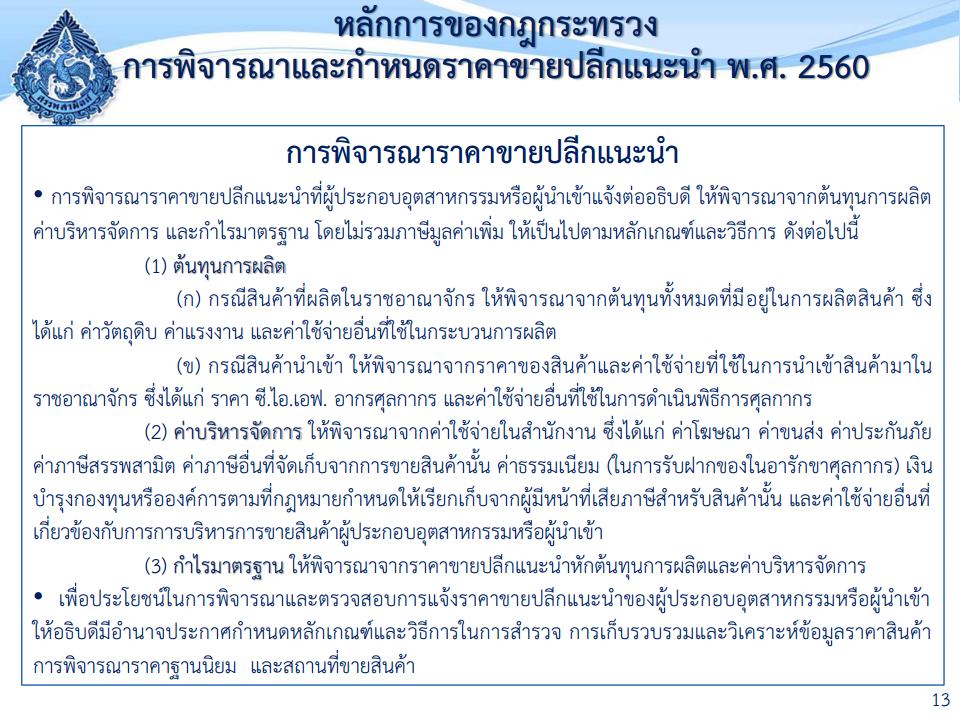 หลักการของกฎกระทรวง
การพิจารณาและกำหนดราคาขายปลีกแนะนำ พ.ศ. 2560
สรรพสามิต
การพิจารณาราคาขายปลีกแนะนำ
• การพิจารณาราคาขายปลีกแนะนำที่ผู้ประกอบอุตสาหกรรมหรือผู้นำเข้าแจ้งต่ออธิบดี ให้พิจารณาจากต้นทุนการผลิต
ค่าบริหารจัดการ และกำไรมาตรฐาน โดยไม่รวมภาษีมูลค่าเพิ่ม ให้เป็นไปตามหลักเกณฑ์และวิธีการ ดังต่อไปนี้
(1) ต้นทุนการผลิต
(ก) กรณีสินค้าที่ผลิตในราชอาณาจักร ให้พิจารณาจากต้นทุนทั้งหมดที่มีอยู่ในการผลิตสินค้า ซึ่ง
ได้แก่ ค่าวัตถุดิบ ค่าแรงงาน และค่าใช้จ่ายอื่นที่ใช้ในกระบวนการผลิต
(ข) กรณีสินค้านำเข้า ให้พิจารณาจากราคาของสินค้าและค่าใช้จ่ายที่ใช้ในการนำเข้าสินค้ามาใน
ราชอาณาจักร ซึ่งได้แก่ ราคา ซี.ไอ.เอฟ. อากรศุลกากร และค่าใช้จ่ายอื่นที่ใช้ในการดำเนินพิธีการศุลกากร
(2) ค่าบริหารจัดการ ให้พิจารณาจากค่าใช้จ่ายในสำนักงาน ซึ่งได้แก่ ค่าโฆษณา ค่าขนส่ง ค่าประกันภัย
ค่าภาษีสรรพสามิต ค่าภาษีอื่นที่จัดเก็บจากการขายสินค้านั้น ค่าธรรมเนียม (ในการรับฝากของในอารักขาศุลกากร) เงิน
บำรุงกองทุนหรือองค์การตามที่กฎหมายกำหนดให้เรียกเก็บจากผู้มีหน้าที่เสียภาษีสำหรับสินค้านั้น และค่าใช้จ่ายอื่นที่
เกี่ยวข้องกับการการบริหารการขายสินค้าผู้ประกอบอุตสาหกรรมหรือผู้นำเข้า
(3) กำไรมาตรฐาน ให้พิจารณาจากราคาขายปลีกแนะนำหักต้นทุนการผลิตและค่าบริหารจัดการ
• เพื่อประโยชน์ในการพิจารณาและตรวจสอบการแจ้งราคาขายปลีกแนะนำของผู้ประกอบอุตสาหกรรมหรือผู้นำเข้า
ให้อธิบดีมีอำนาจประกาศกำหนดหลักเกณฑ์และวิธีการในการสำรวจ การเก็บรวบรวมและวิเคราะห์ข้อมูลราคาสินค้า
การพิจารณาราคาฐานนิยม และสถานที่ขายสินค้า
13